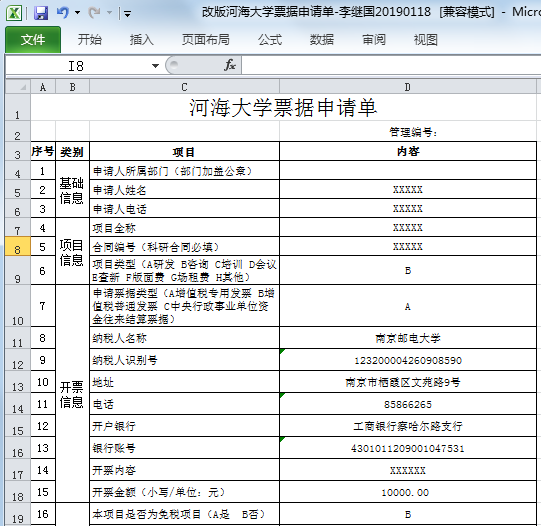 改版河海大学票据申请单-李继国20190118 [兼容模式] - Micro
文件 开始 插入 页面布局 公式 数据 审阅 视图
I8 fx
A B C D
1 河海大学票据申请单
2 管理编号:
3 序号 类别 项目 内容
4 1 申请人所属部门（部门加盖公章）
基础信息
5 2 申请人姓名 XXXXX
6 3 申请人电话 XXXXX
7 4 项目全称 XXXXX
项目信息
8 5 合同编号（科研合同必填） XXXXX
9 6 项目类型（A研发 B咨询 C培训 D会议
E查新 F版面费 G场租费 H其他） B
10 7 申请票据类型（A增值税专用发票 B增
值税普通发票 C中央行政事业单位资
金往来结算票据） A
11 8 纳税人名称 南京邮电大学
12 9 纳税人识别号 123200004260908590
13 10 地址 南京市栖霞区文苑路9号
开票信息
14 11 电话 85866265
15 12 开户银行 工商银行察哈尔路支行
16 13 银行账号 4301011209001047531
17 14 开票内容 XXXXXX
18 15 开票金额（小写/单位：元） 10000.00
19 16 本项目是否为免税项目（A是 B否） B